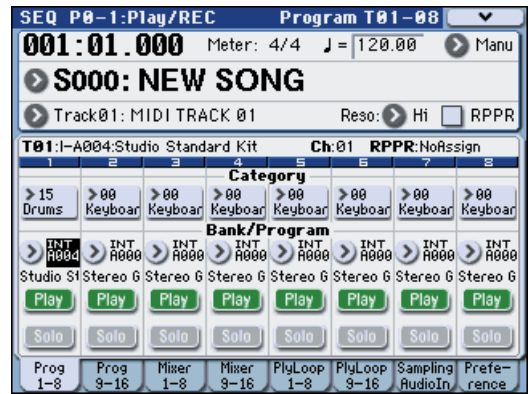 SEQ P0-1:Play/REC Program T01-08
001:01.000 Meter: 4/4 ♩= 120.00 Manu
S000: NEW SONG
Track01: MIDI TRACK 01 Reso: Hi RPPR
T01:I-A004:Studio Standard Kit Ch:01 RPPR:NoAssign
1 2 3 4 5 6 7 8
Category
15 00 00 00 00 00 00 00
Drums Keyboar Keyboar Keyboar Keyboar Keyboar Keyboar Keyboar
Bank/Program
INT INT INT INT INT INT INT INT
A004 A000 A000 A000 A000 A000 A000 A000
Studio St Stereo G Stereo G Stereo G Stereo G Stereo G Stereo G Stereo G
Play Play Play Play Play Play Play Play
Solo Solo Solo Solo Solo Solo Solo Solo
Prog Prog Mixer Mixer PlyLoop PlyLoop Sampling Prefe-
1-8 9-16 1-8 9-16 1-8 9-16 AudioIn rence